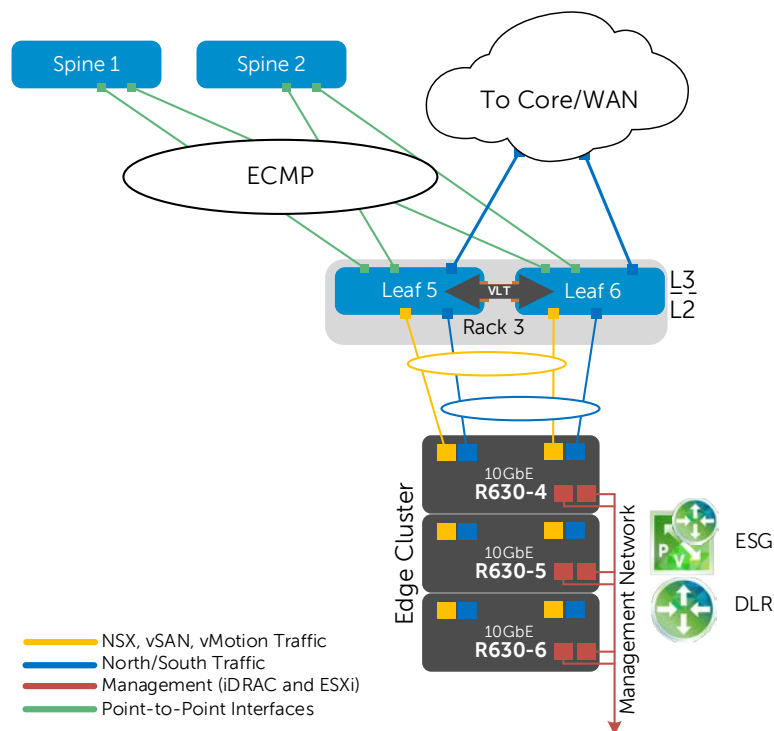 Spine 1
Spine 2
To Core/WAN
ECMP
Leaf 5
VLT
Leaf 6
L3
L2
Rack 3
10GbE
R630-4
10GbE
R630-5
10GbE
R630-6
Edge Cluster
Management Network
P
V
ESG
DLR
NSX, vSAN, vMotion Traffic
North/South Traffic
Management (iDRAC and ESXi)
Point-to-Point Interfaces